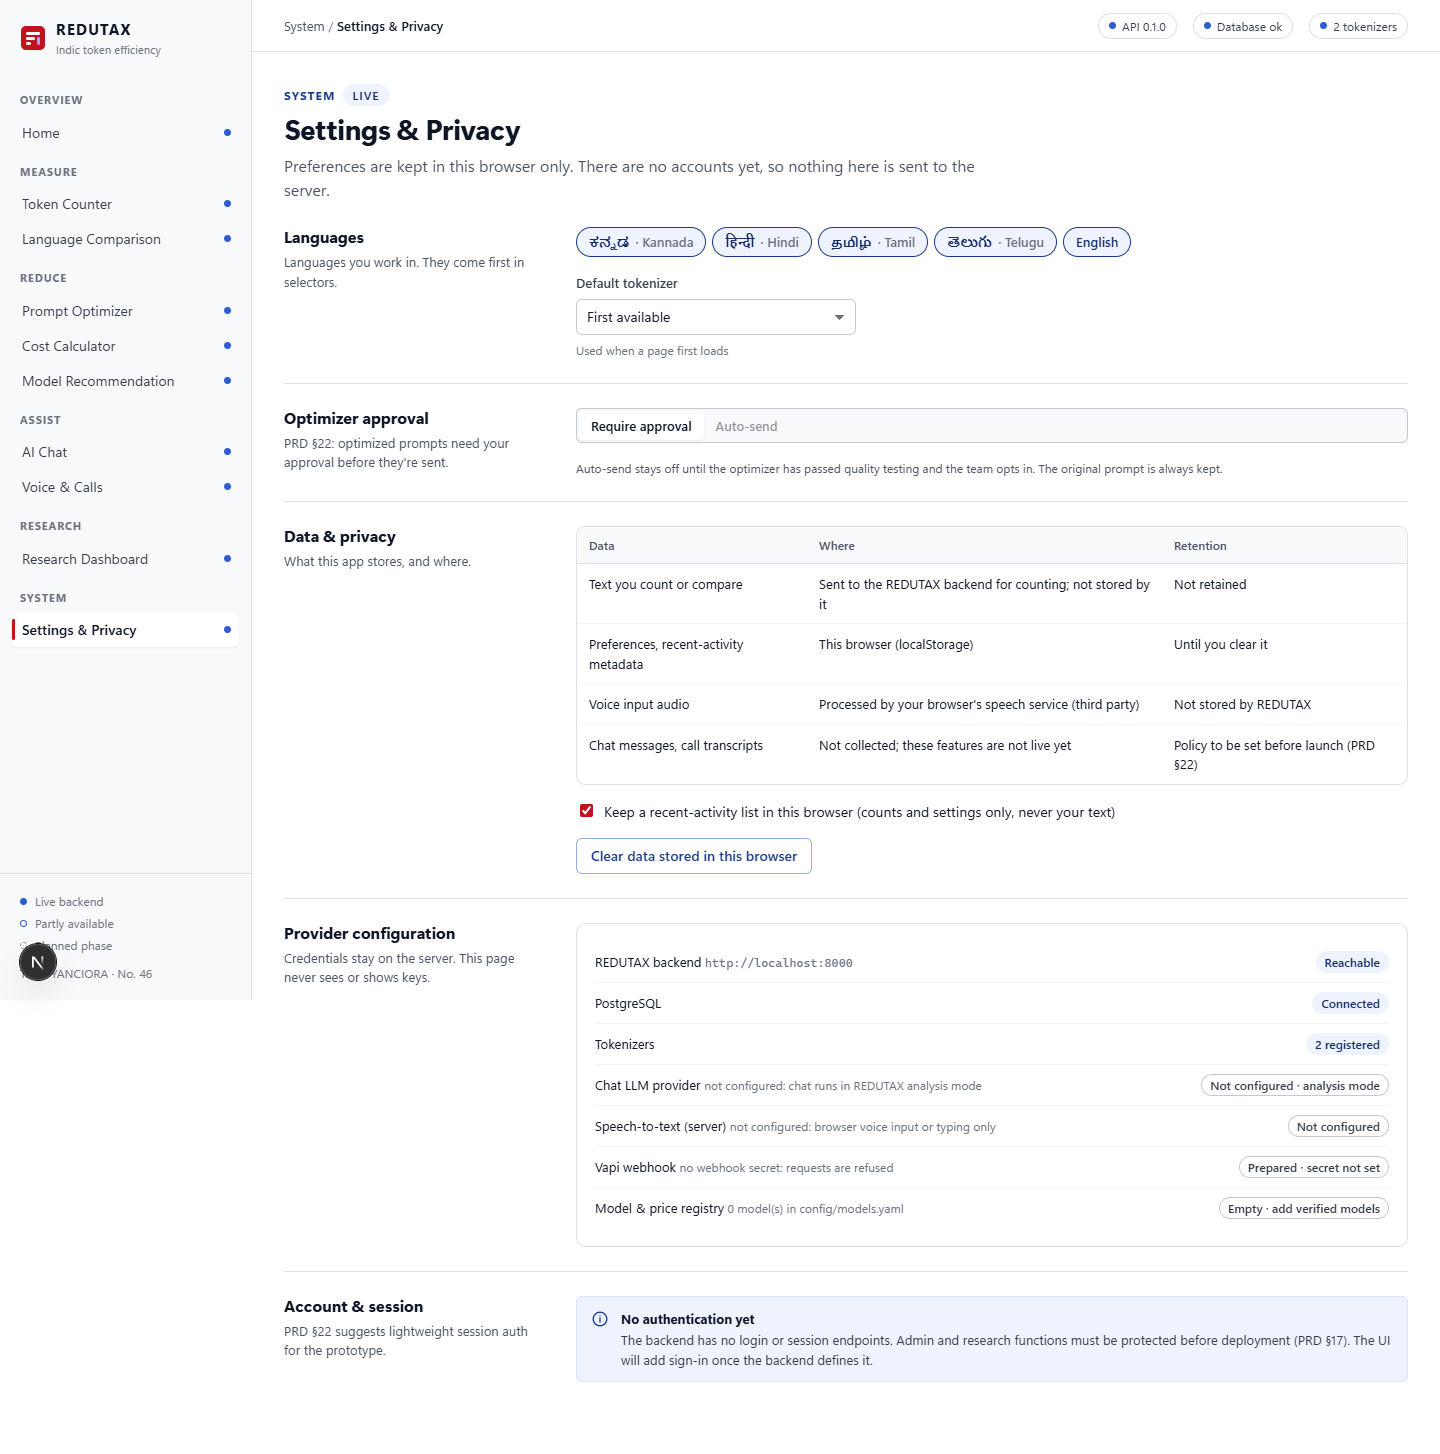 REDUTAX
Indic token efficiency
OVERVIEW
Home
MEASURE
Token Counter
Language Comparison
REDUCE
Prompt Optimizer
Cost Calculator
Model Recommendation
ASSIST
AI Chat
Voice & Calls
RESEARCH
Research Dashboard
SYSTEM
Settings & Privacy
Live backend
Partly available
N
YANCIORA · No. 46
System / Settings & Privacy
API 0.1.0
Database ok
2 tokenizers
SYSTEM LIVE
Settings & Privacy
Preferences are kept in this browser only. There are no accounts yet, so nothing here is sent to the
server.
Languages
Languages you work in. They come first in
selectors.
ಕನ್ನಡ · Kannada
हिन्दी · Hindi
தமிழ் · Tamil
తెలుగు · Telugu
English
Default tokenizer
First available
Used when a page first loads
Optimizer approval
PRD §22: optimized prompts need your
approval before they're sent.
Require approval Auto-send
Auto-send stays off until the optimizer has passed quality testing and the team opts in. The original prompt is always kept.
Data & privacy
What this app stores, and where.
Data Where Retention
Text you count or compare
Sent to the REDUTAX backend for counting; not stored by
it
Not retained
Preferences, recent-activity
metadata
This browser (localStorage)
Until you clear it
Voice input audio
Processed by your browser's speech service (third party)
Not stored by REDUTAX
Chat messages, call transcripts
Not collected; these features are not live yet
Policy to be set before launch (PRD
§22)
Keep a recent-activity list in this browser (counts and settings only, never your text)
Clear data stored in this browser
Provider configuration
Credentials stay on the server. This page
never sees or shows keys.
REDUTAX backend http://localhost:8000 Reachable
PostgreSQL Connected
Tokenizers 2 registered
Chat LLM provider not configured: chat runs in REDUTAX analysis mode Not configured · analysis mode
Speech-to-text (server) not configured: browser voice input or typing only Not configured
Vapi webhook no webhook secret: requests are refused Prepared · secret not set
Model & price registry 0 model(s) in config/models.yaml Empty · add verified models
Account & session
PRD §22 suggests lightweight session auth
for the prototype.
No authentication yet
The backend has no login or session endpoints. Admin and research functions must be protected before deployment (PRD §17). The UI
will add sign-in once the backend defines it.